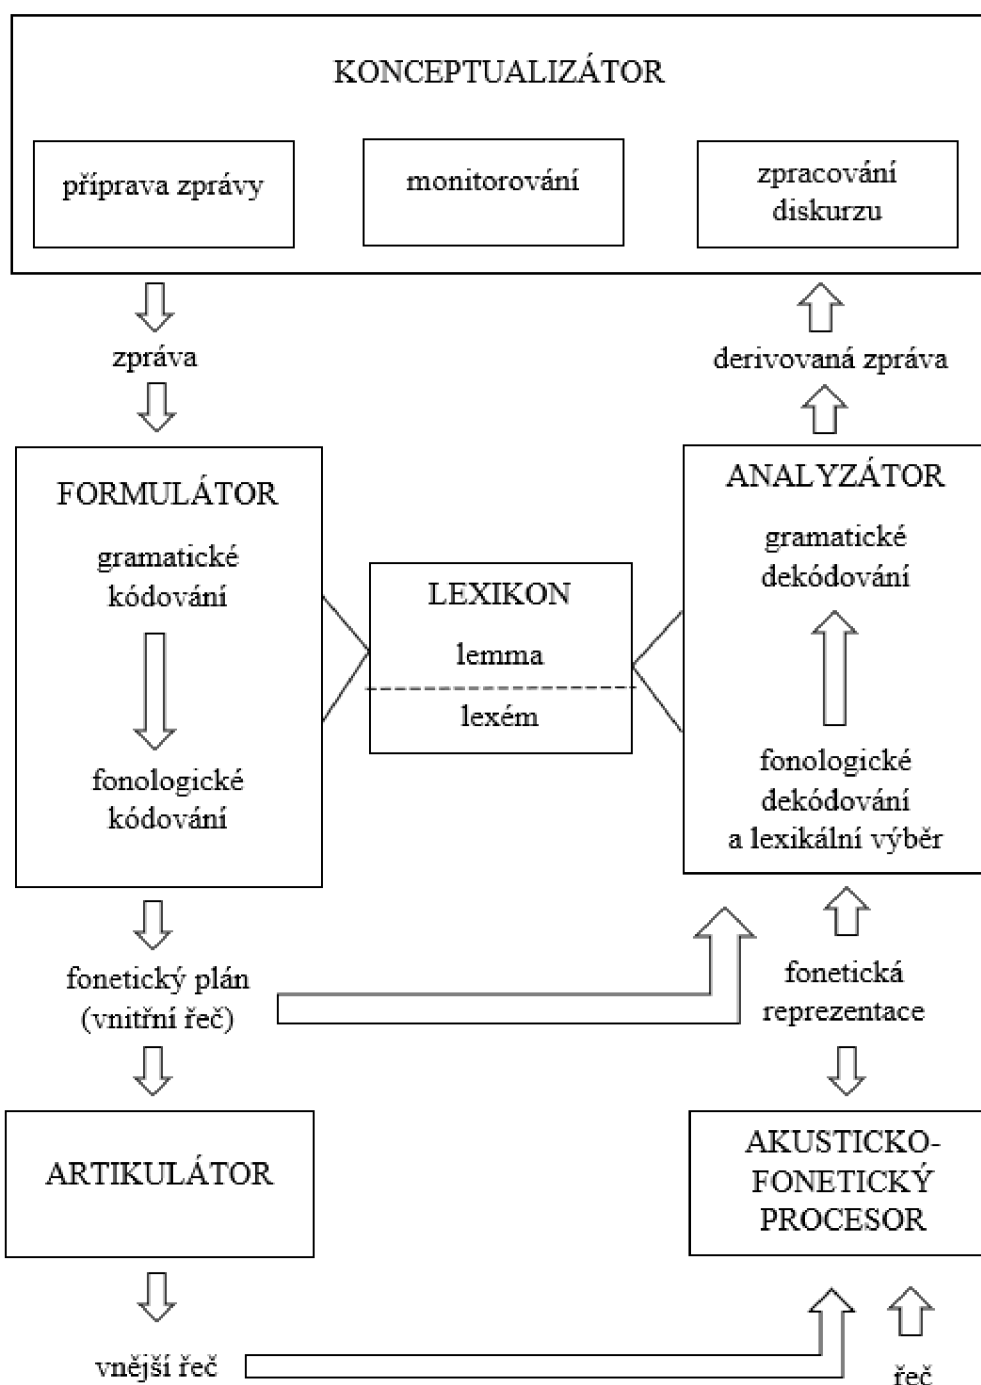 KONCEPTUALIZÁTOR
příprava zprávy
monitorování
zpracování
diskurzu
zpráva
derivovaná zpráva
FORMULÁTOR
gramatické
kódování
fonologické
kódování
LEXIKON
lemma
lexém
ANALYZÁTOR
gramatické
dekódování
fonologické
dekódování
a lexikální výběr
fonetický plán
(vnitřní řeč)
fonetická
reprezentace
ARTIKULÁTOR
AKUSTICKO-
FONETICKÝ
PROCESOR
vnější řeč
řeč